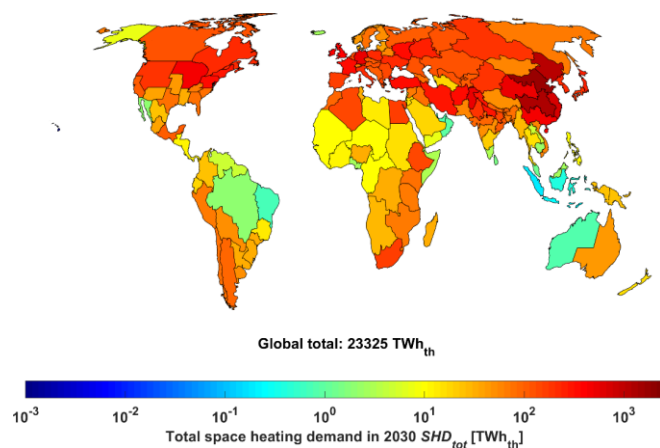 Global total: 23325 TWh_th
10^-3 10^-2 10^-1 10^0 10^1 10^2 10^3
Total space heating demand in 2030 SHD_tot [TWh_th]